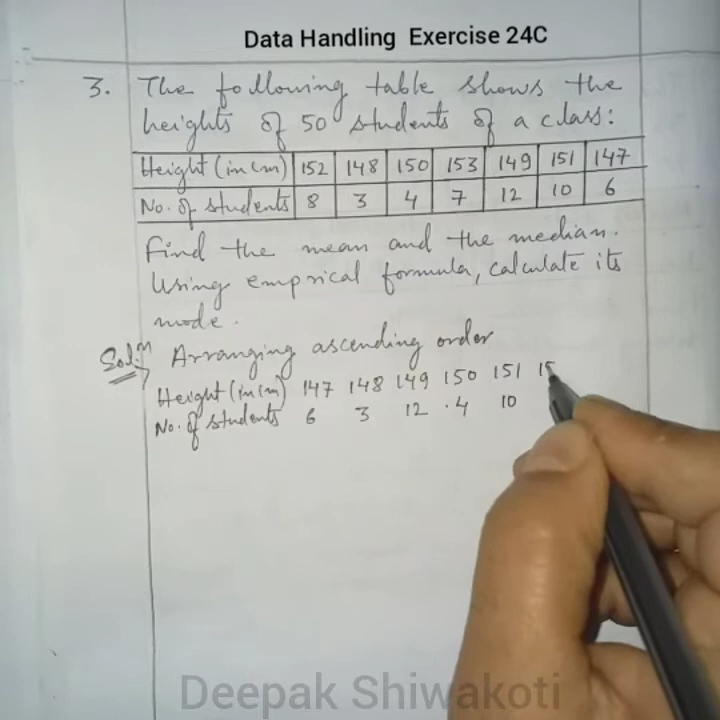 Data Handling Exercise 24C
3. The following table shows the
heights of 50 students of a class:
Height (in cm) 152 148 150 153 149 151 147
No. of students 8 3 4 7 12 10 6
Find the mean and the median.
Using emprical formula, calculate its
mode.
Solⁿ Arranging ascending order
Height (in cm) 147 148 149 150 151 15
No. of students 6 3 12 4 10
Deepak Shiwakoti